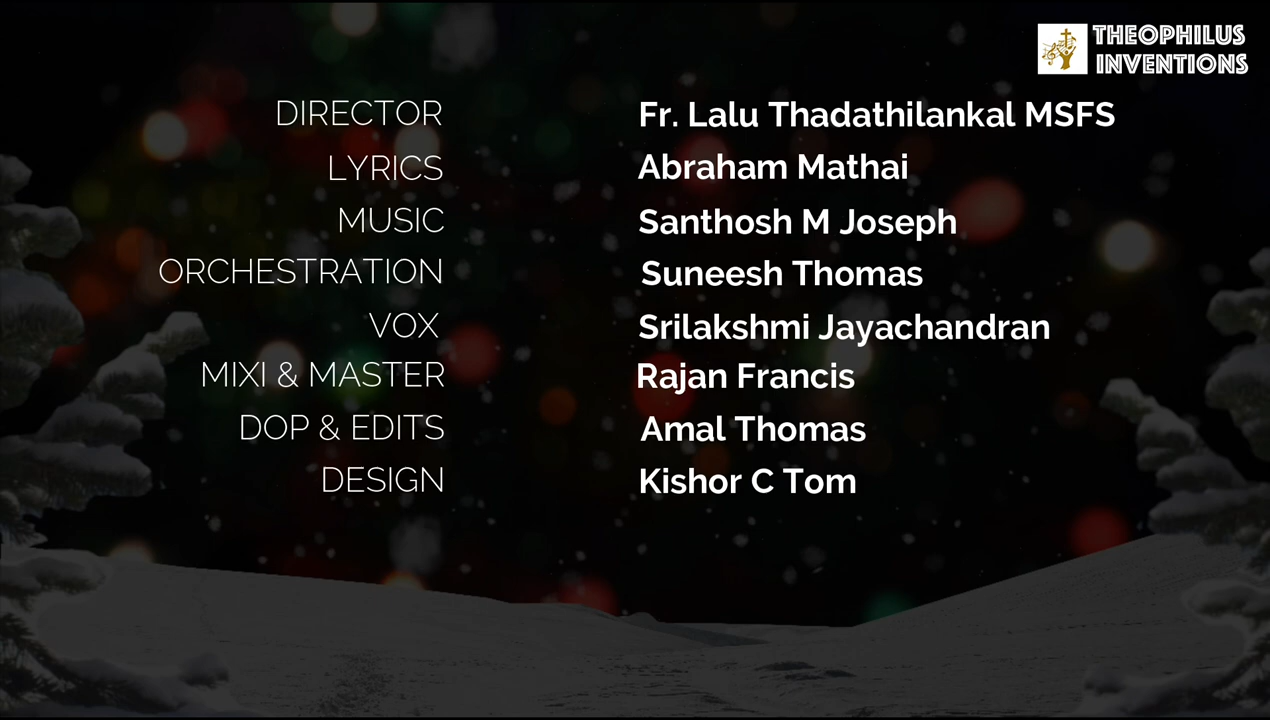 THEOPHILUS
INVENTIONS
DIRECTOR Fr. Lalu Thadathilankal MSFS
LYRICS Abraham Mathai
MUSIC Santhosh M Joseph
ORCHESTRATION Suneesh Thomas
VOX Srilakshmi Jayachandran
MIXI & MASTER Rajan Francis
DOP & EDITS Amal Thomas
DESIGN Kishor C Tom